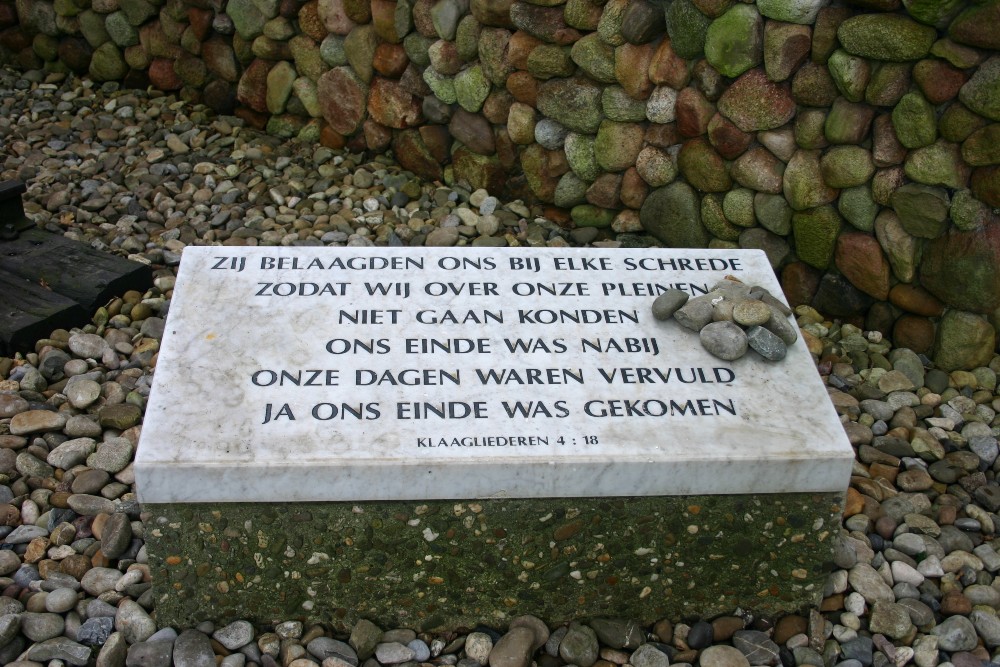 ZIJ BELAAGDEN ONS BIJ ELKE SCHREDE
ZODAT WIJ OVER ONZE PLEINEN
NIET GAAN KONDEN
ONS EINDE WAS NABIJ
ONZE DAGEN WAREN VERVULD
JA ONS EINDE WAS GEKOMEN
KLAAGLIEDEREN 4 : 18